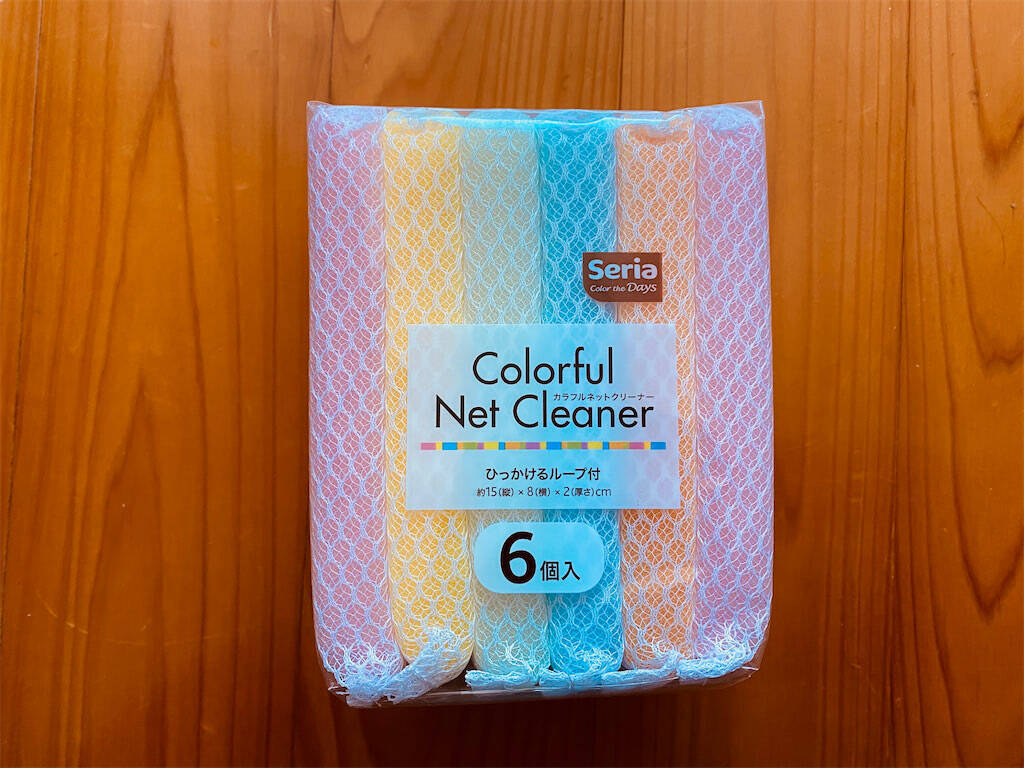 Seria
Color the Days
Colorful
カラフルネットクリーナー
Net Cleaner
ひっかけるループ付
約15(縦)×8(横)×2(厚さ)cm
6個入